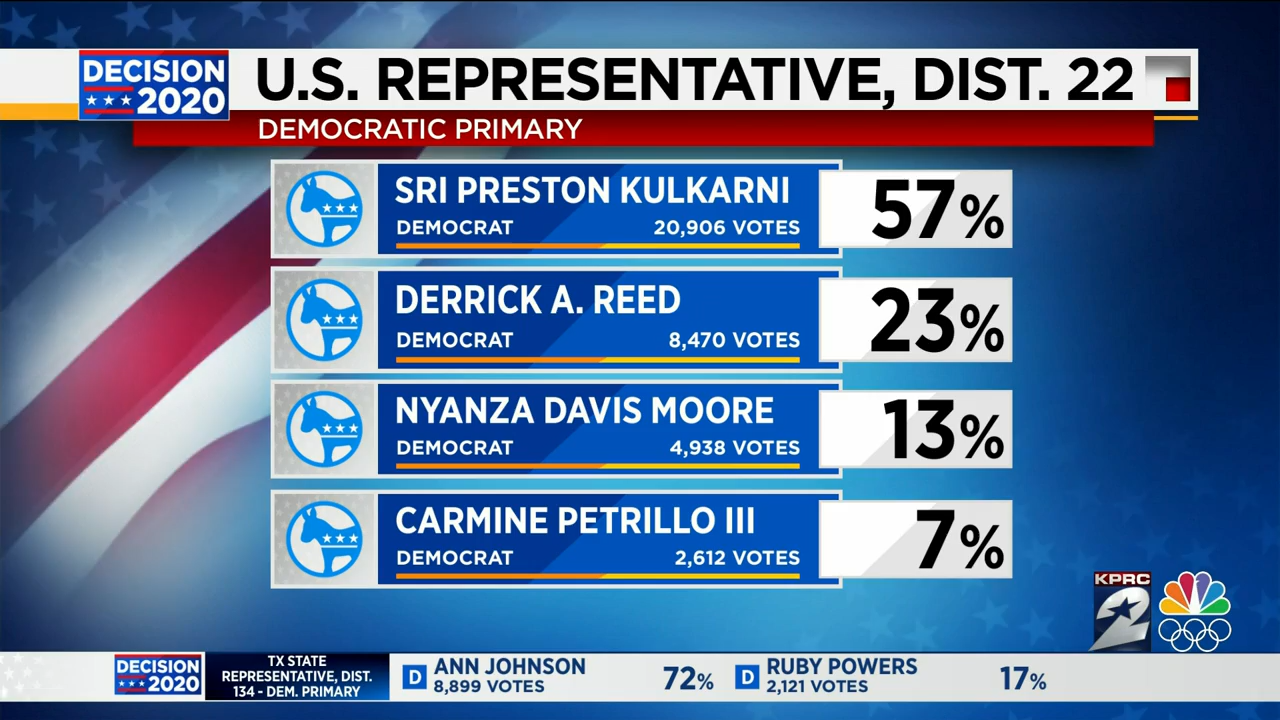 DECISION 2020
U.S. REPRESENTATIVE, DIST. 22
DEMOCRATIC PRIMARY
SRI PRESTON KULKARNI
DEMOCRAT 20,906 VOTES
57%
DERRICK A. REED
DEMOCRAT 8,470 VOTES
23%
NYANZA DAVIS MOORE
DEMOCRAT 4,938 VOTES
13%
CARMINE PETRILLO III
DEMOCRAT 2,612 VOTES
7%
KPRC
2
DECISION 2020
TX STATE
REPRESENTATIVE, DIST.
134 - DEM. PRIMARY
D ANN JOHNSON
8,899 VOTES
72%
D RUBY POWERS
2,121 VOTES
17%